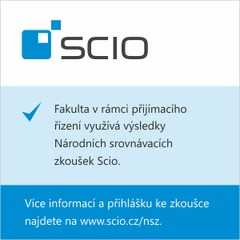 SCIO
Fakulta v rámci přijímacího
řízení využívá výsledky
Národních srovnávacích
zkoušek Scio.
Více informací a přihlášku ke zkoušce
najdete na www.scio.cz/nsz.